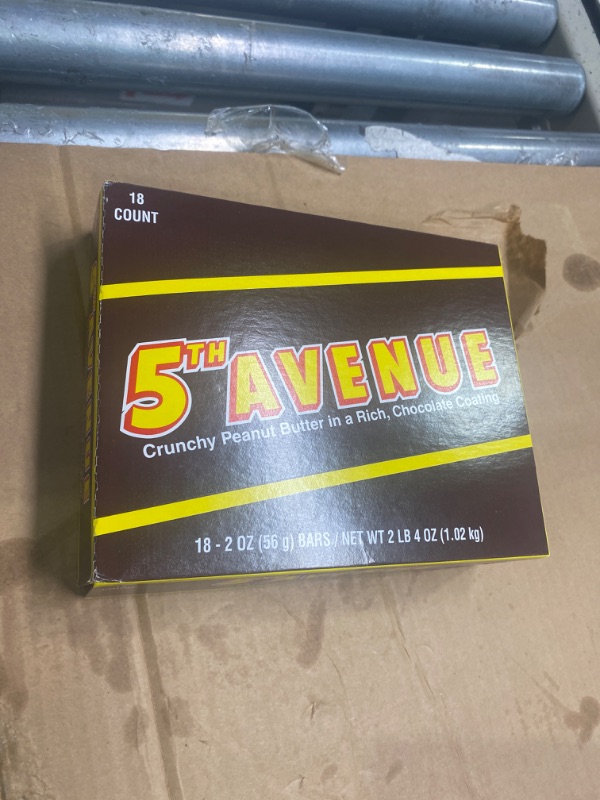 18
COUNT
5TH AVENUE
Crunchy Peanut Butter in a Rich, Chocolate Coating
18 - 2 OZ (56 g) BARS / NET WT 2 LB 4 OZ (1.02 kg)